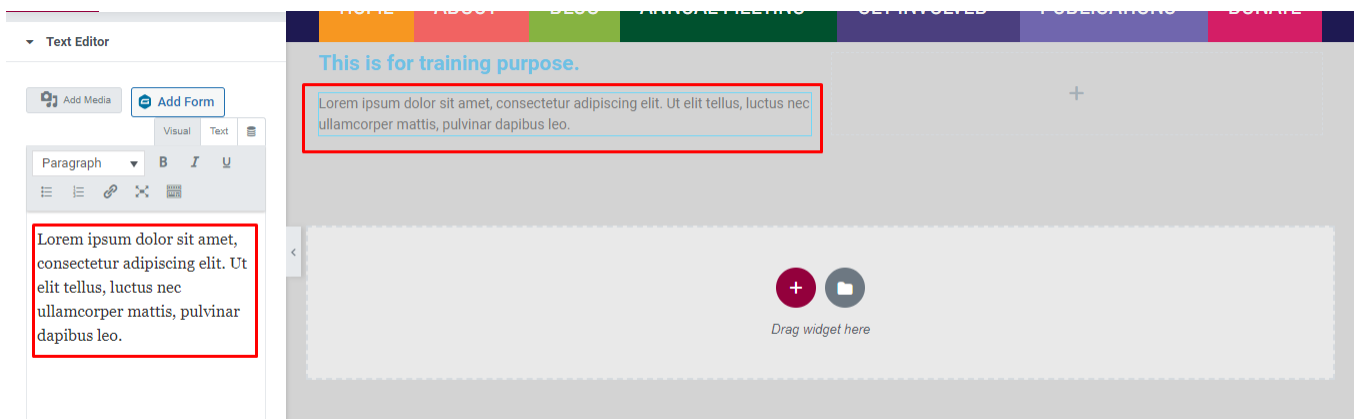 Text Editor
Add Media
Add Form
Visual
Text
Paragraph
B
I
U
Lorem ipsum dolor sit amet,
consectetur adipiscing elit. Ut
elit tellus, luctus nec
ullamcorper mattis, pulvinar
dapibus leo.
HOME
ABOUT
BLOG
ANNUAL MEETING
GET INVOLVED
PUBLICATIONS
DONATE
This is for training purpose.
Lorem ipsum dolor sit amet, consectetur adipiscing elit. Ut elit tellus, luctus nec
ullamcorper mattis, pulvinar dapibus leo.
Drag widget here